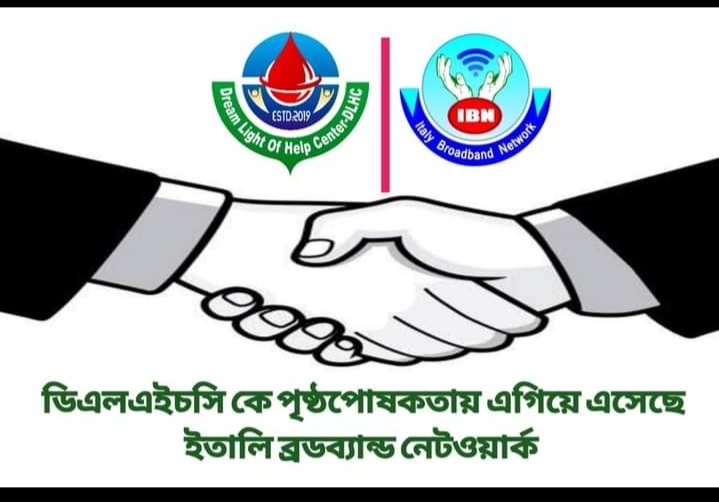 ESTD:2019
Dream Light Of Help Center-DLHC
IBN
Italy Broadband Network
ডিএলএইচসি কে পৃষ্ঠপোষকতায় এগিয়ে এসেছে
ইতালি ব্রডব্যান্ড নেটওয়ার্ক